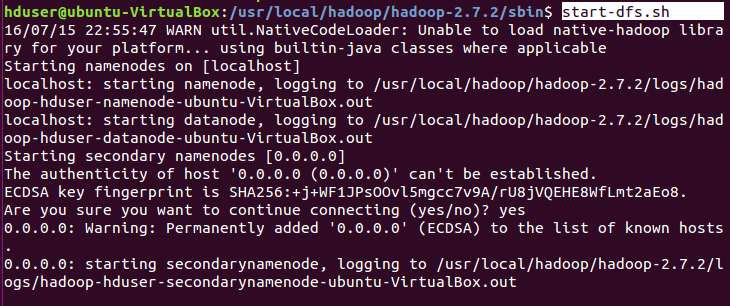 hduser@ubuntu-VirtualBox:/usr/local/hadoop/hadoop-2.7.2/sbin$ start-dfs.sh
16/07/15 22:55:47 WARN util.NativeCodeLoader: Unable to load native-hadoop libra
ry for your platform... using builtin-java classes where applicable
Starting namenodes on [localhost]
localhost: starting namenode, logging to /usr/local/hadoop/hadoop-2.7.2/logs/had
oop-hduser-namenode-ubuntu-VirtualBox.out
localhost: starting datanode, logging to /usr/local/hadoop/hadoop-2.7.2/logs/had
oop-hduser-datanode-ubuntu-VirtualBox.out
Starting secondary namenodes [0.0.0.0]
The authenticity of host '0.0.0.0 (0.0.0.0)' can't be established.
ECDSA key fingerprint is SHA256:+j+WF1JPsOOvl5mgcc7v9A/rU8jVQEHE8WfLmt2aEo8.
Are you sure you want to continue connecting (yes/no)? yes
0.0.0.0: Warning: Permanently added '0.0.0.0' (ECDSA) to the list of known hosts
.
0.0.0.0: starting secondarynamenode, logging to /usr/local/hadoop/hadoop-2.7.2/l
ogs/hadoop-hduser-secondarynamenode-ubuntu-VirtualBox.out